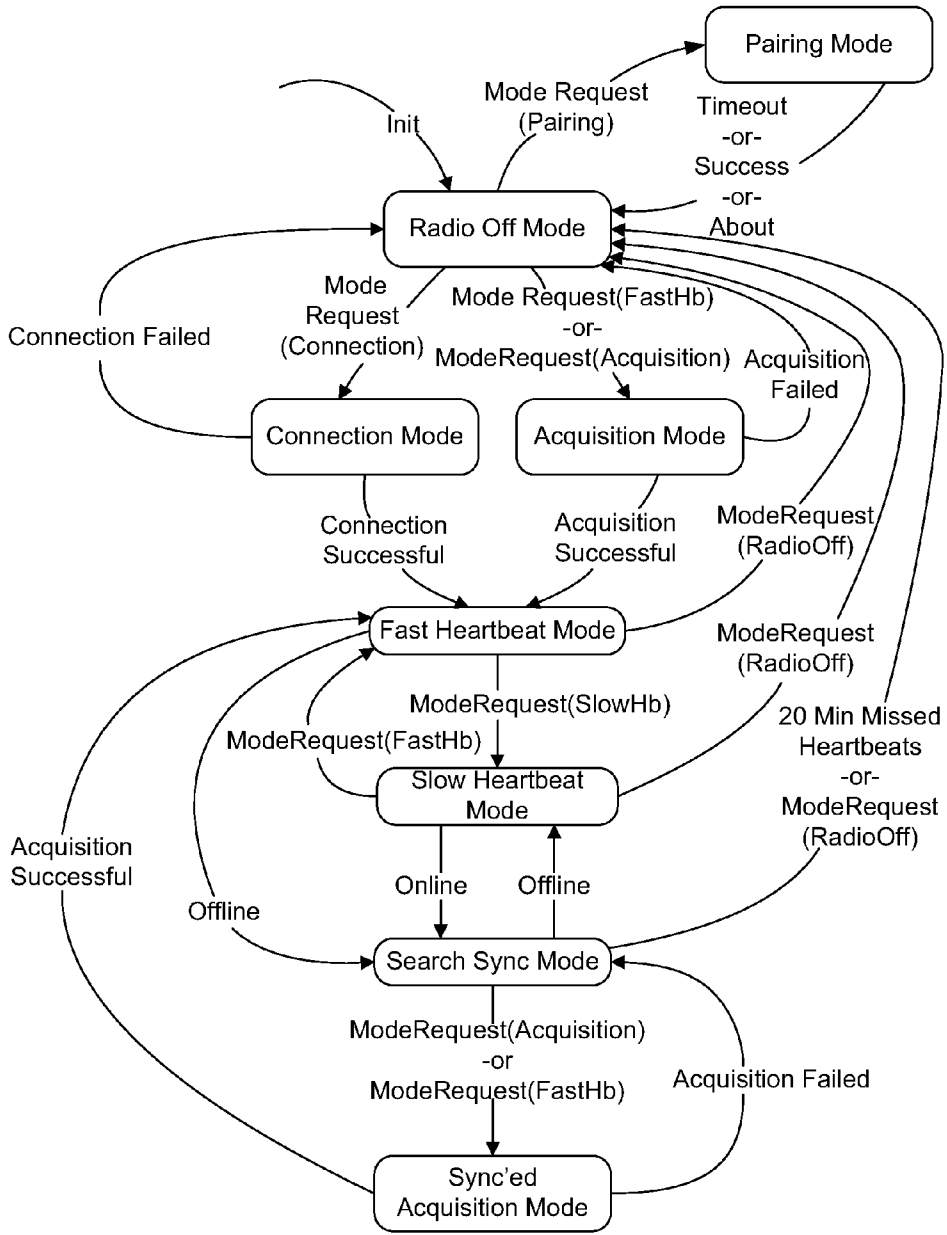 Pairing Mode
Mode Request
(Pairing)
Timeout
-or-
Success
-or-
About
Init
Radio Off Mode
Mode
Request
(Connection)
Mode Request(FastHb)
-or-
ModeRequest(Acquisition)
Connection Failed
Acquisition
Failed
Connection Mode
Acquisition Mode
Connection
Successful
Acquisition
Successful
ModeRequest
(RadioOff)
Fast Heartbeat Mode
ModeRequest
(RadioOff)
ModeRequest(SlowHb)
ModeRequest(FastHb)
20 Min Missed
Heartbeats
-or-
ModeRequest
(RadioOff)
Slow Heartbeat
Mode
Acquisition
Successful
Online
Offline
Offline
Search Sync Mode
ModeRequest(Acquisition)
-or
ModeRequest(FastHb)
Acquisition Failed
Sync'ed
Acquisition Mode